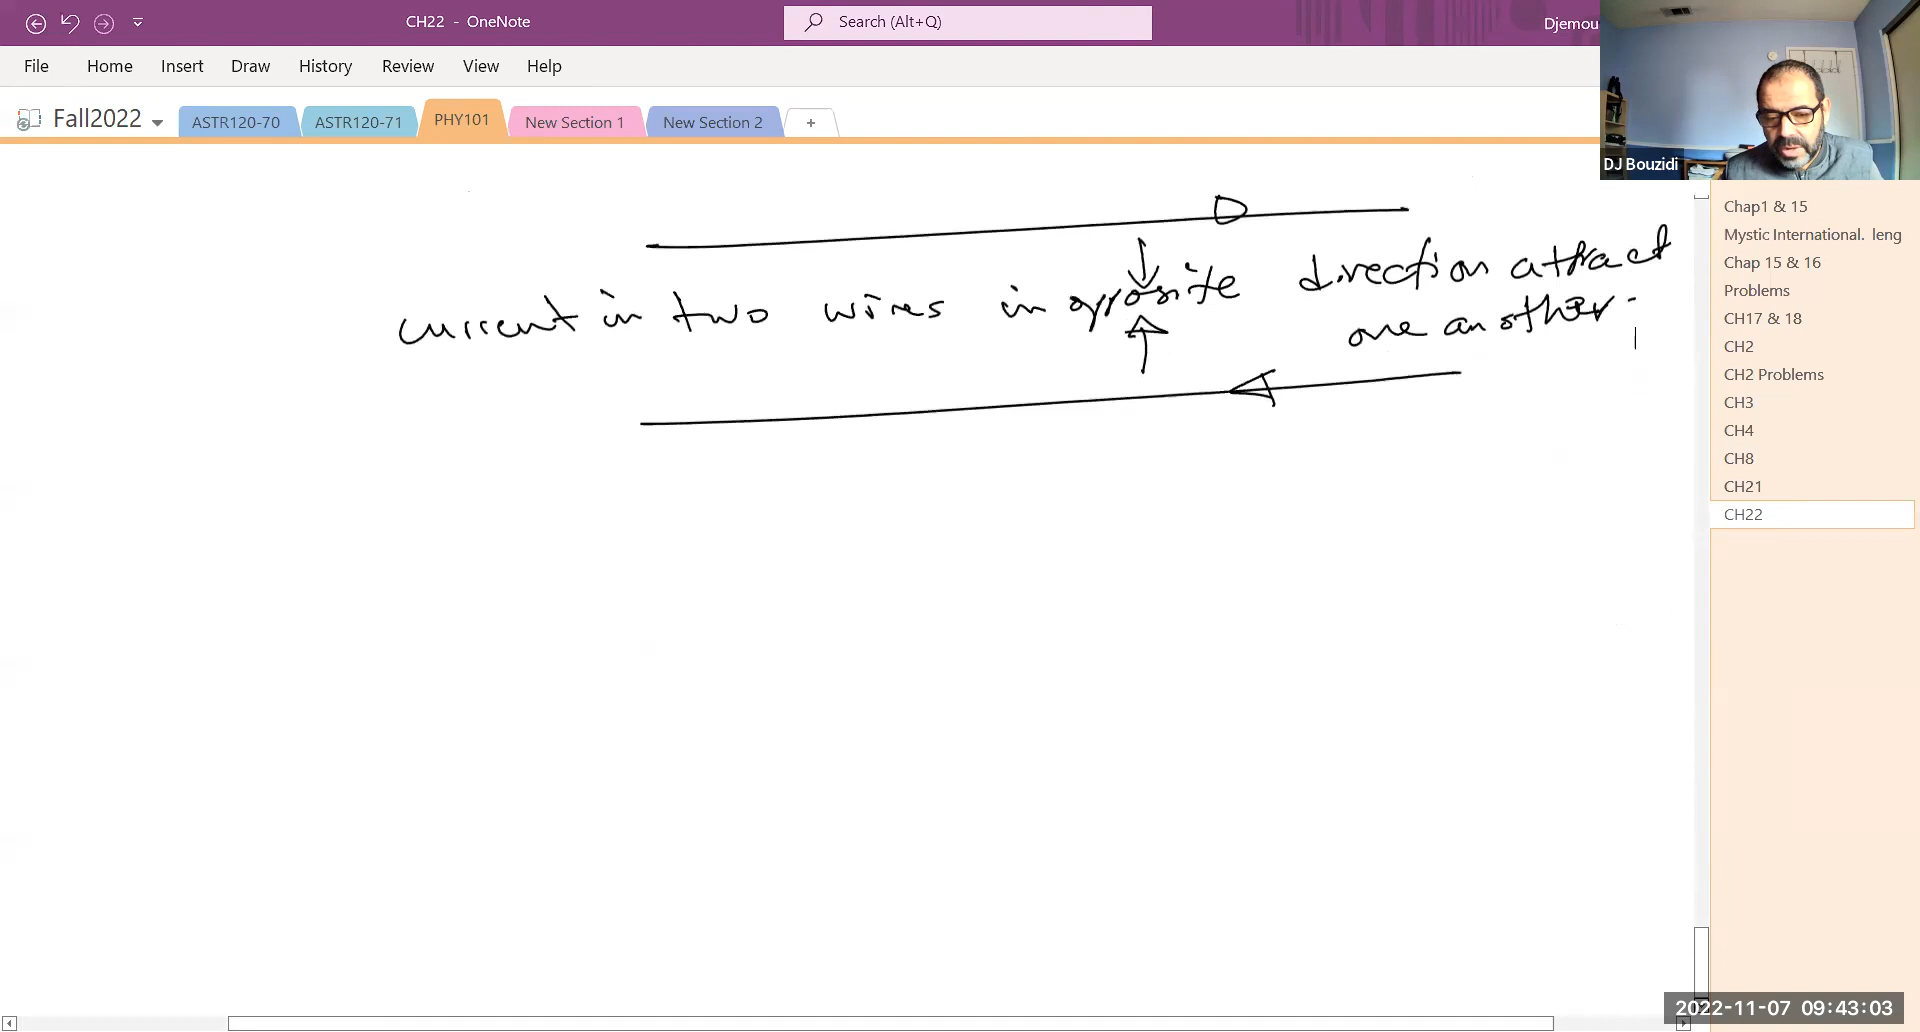 CH22 - OneNote
Search (Alt+Q)
Djemou
File Home Insert Draw History Review View Help
Fall2022 ASTR120-70 ASTR120-71 PHY101 New Section 1 New Section 2 +
DJ Bouzidi
current in two wires in opposite direction attract
one another.
Chap1 & 15
Mystic International. leng
Chap 15 & 16
Problems
CH17 & 18
CH2
CH2 Problems
CH3
CH4
CH8
CH21
CH22
2022-11-07 09:43:03